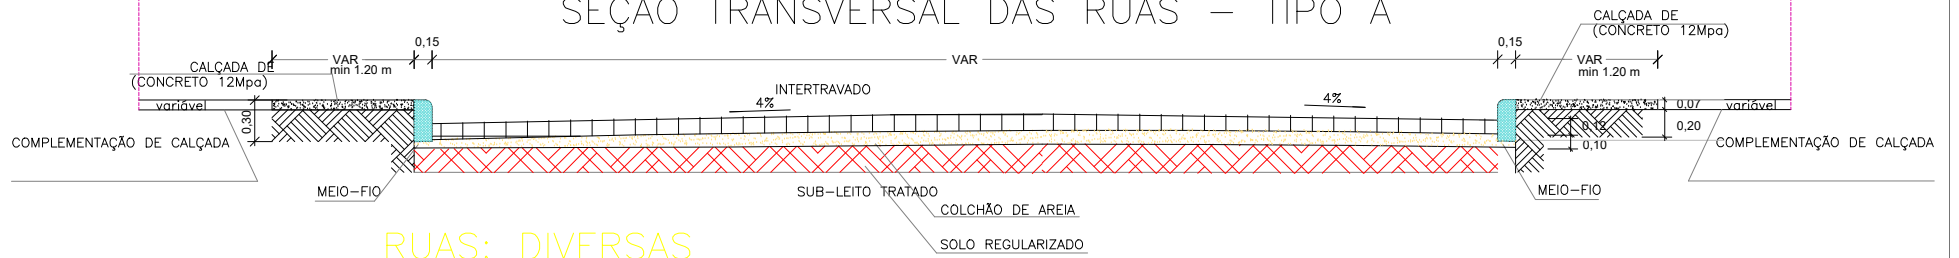 SEÇÃO TRANSVERSAL DAS RUAS – TIPO A
CALÇADA DE
(CONCRETO 12Mpa)
0,15
VAR
0,15
VAR
min 1.20 m
VAR
min 1.20 m
CALÇADA DE
(CONCRETO 12Mpa)
INTERTRAVADO
4%
4%
variável
variável
0,30
0,07
0,12
0,20
0,10
COMPLEMENTAÇÃO DE CALÇADA
COMPLEMENTAÇÃO DE CALÇADA
MEIO-FIO
SUB-LEITO TRATADO
MEIO-FIO
COLCHÃO DE AREIA
SOLO REGULARIZADO
RUAS: DIVERSAS